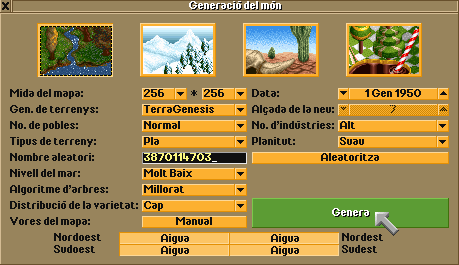 Generació del món
Mida del mapa: 256 * 256 Data: 1 Gen 1950
Gen. de terrenys: TerraGenesis Alçada de la neu: 7
No. de pobles: Normal No. d'indústries: Alt
Tipus de terreny: Pla Planitut: Suau
Nombre aleatori: 3870114703_ Aleatoritza
Nivell del mar: Molt Baix
Algoritme d'arbres: Millorat
Distribució de la varietat: Cap
Genera
Vores del mapa: Manual
Nordoest Aigua Aigua Nordest
Sudoest Aigua Aigua Sudest